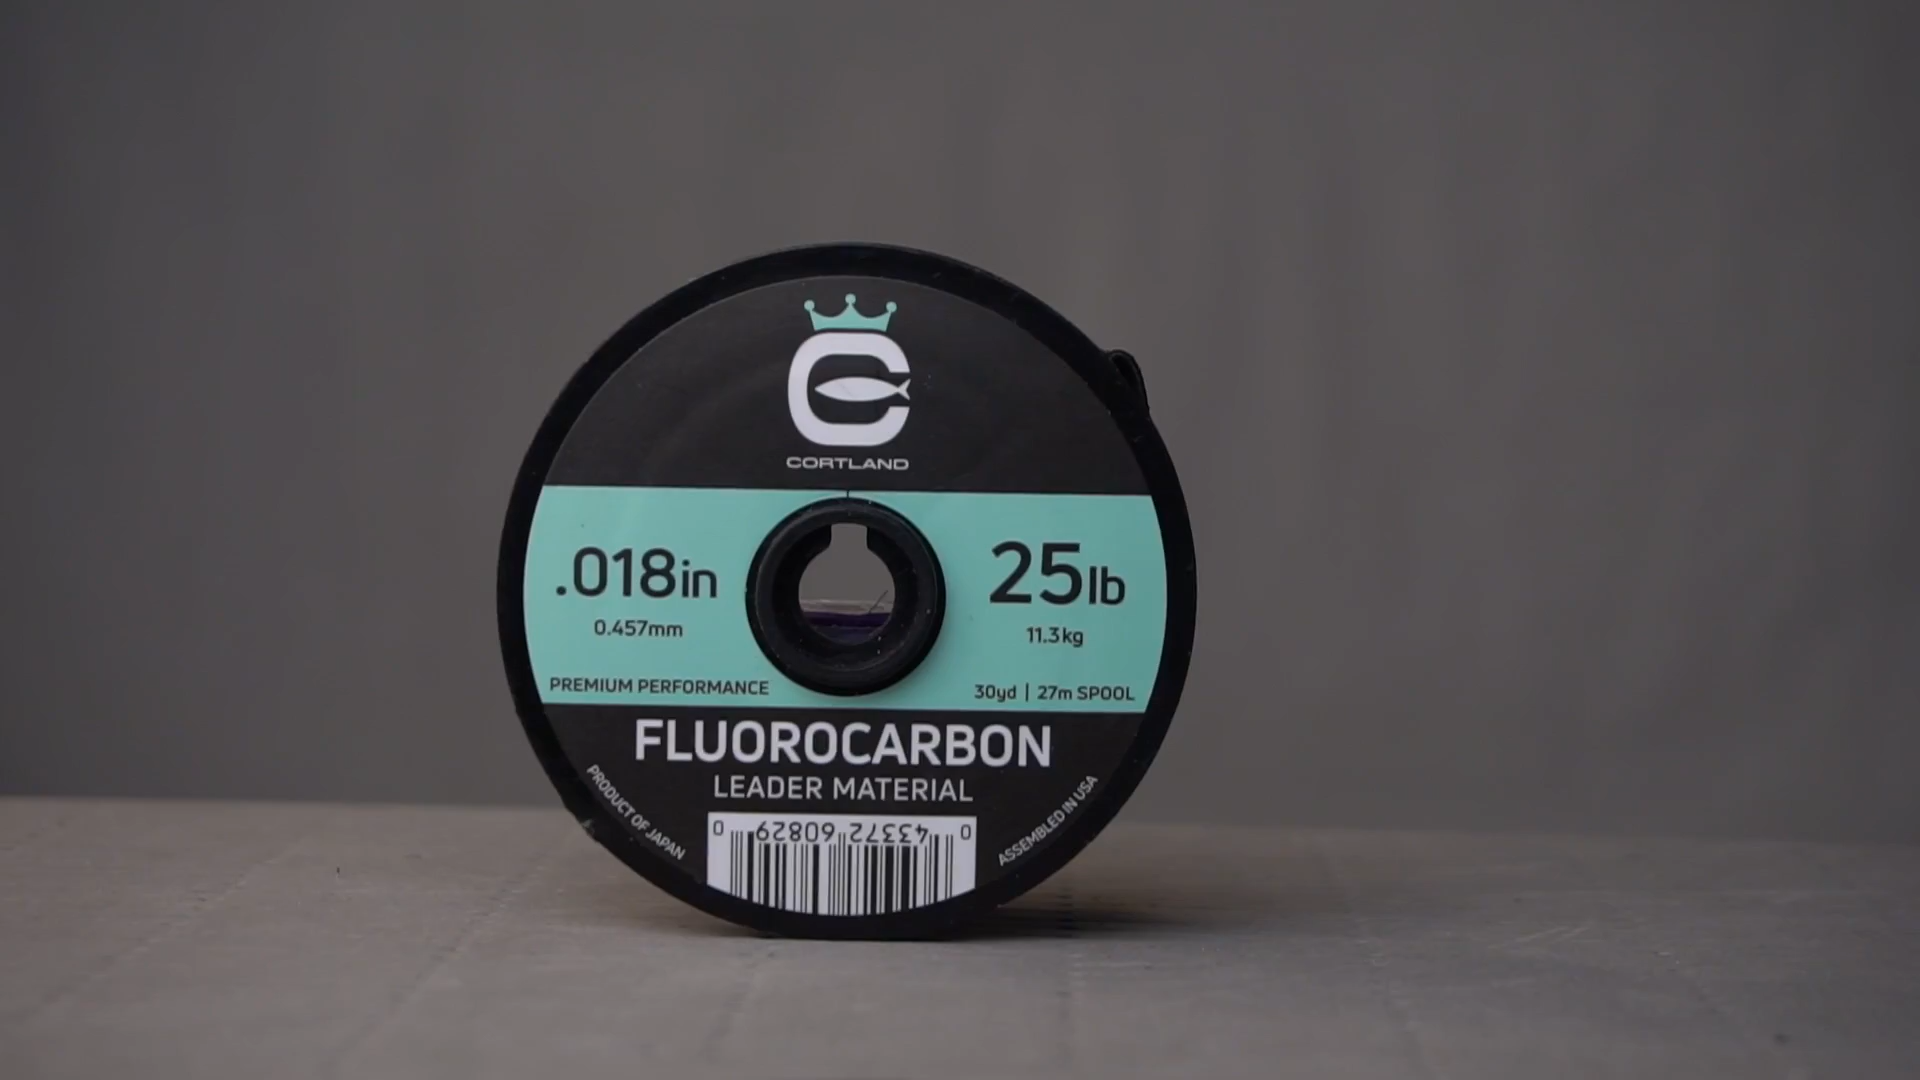 C
CORTLAND
.018in
0.457mm
25lb
11.3kg
PREMIUM PERFORMANCE
30yd | 27m SPOOL
FLUOROCARBON
LEADER MATERIAL
PRODUCT OF JAPAN
ASSEMBLED IN USA
0 43372 60829 0